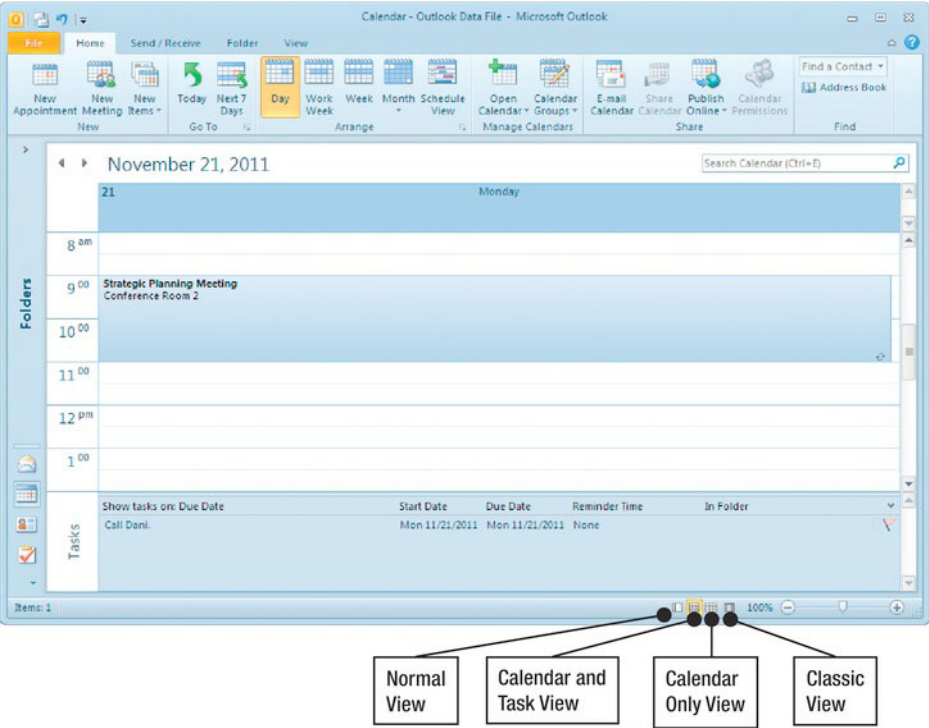 Calendar - Outlook Data File - Microsoft Outlook
File Home Send / Receive Folder View
New Appointment
New Meeting
New Items
New
Today
Next 7 Days
Go To
Day
Work Week
Week
Month
Schedule View
Arrange
Open Calendar
Calendar Groups
Manage Calendars
E-mail Calendar
Share Calendar
Publish Online
Calendar Permissions
Share
Find a Contact
Address Book
Find
November 21, 2011
Search Calendar (Ctrl+E)
21 Monday
Folders
8 am
9 00 Strategic Planning Meeting
Conference Room 2
10 00
11 00
12 pm
1 00
Tasks
Show tasks on: Due Date Start Date Due Date Reminder Time In Folder
Call Dani. Mon 11/21/2011 Mon 11/21/2011 None
Items: 1 100%
Normal View
Calendar and Task View
Calendar Only View
Classic View